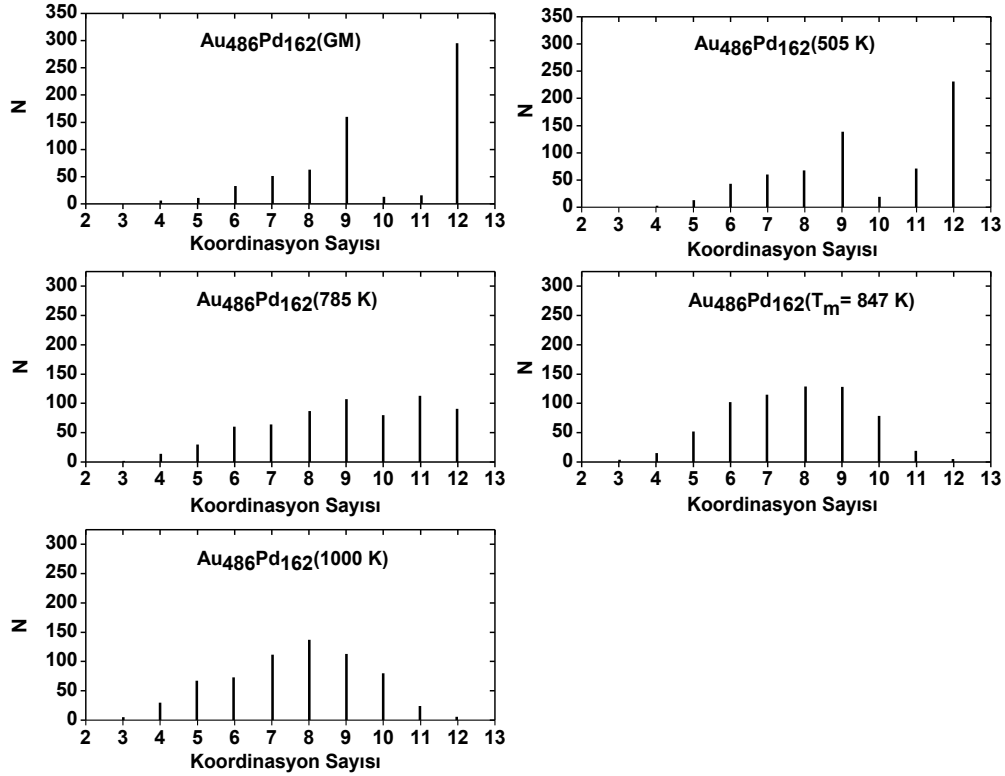 Au486Pd162(GM)
350
300
250
200
150
100
50
0
N
2 3 4 5 6 7 8 9 10 11 12 13
Koordinasyon Sayısı
Au486Pd162(505 K)
350
300
250
200
150
100
50
0
N
2 3 4 5 6 7 8 9 10 11 12 13
Koordinasyon Sayısı
Au486Pd162(785 K)
300
250
200
150
100
50
0
N
2 3 4 5 6 7 8 9 10 11 12 13
Koordinasyon Sayısı
Au486Pd162(Tm= 847 K)
300
250
200
150
100
50
0
N
2 3 4 5 6 7 8 9 10 11 12 13
Koordinasyon Sayısı
Au486Pd162(1000 K)
300
250
200
150
100
50
0
N
2 3 4 5 6 7 8 9 10 11 12 13
Koordinasyon Sayısı